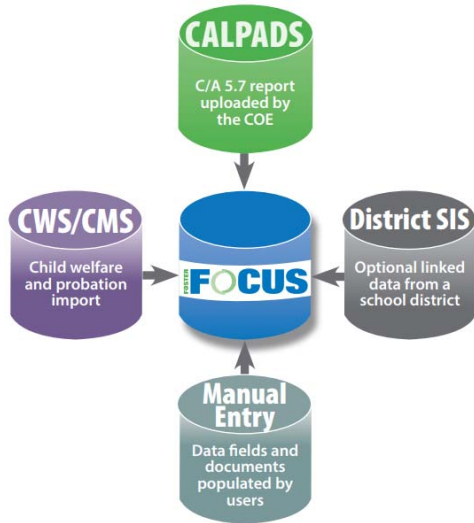 CALPADS
C/A 5.7 report
uploaded by
the COE
CWS/CMS
Child welfare
and probation
import
FOSTER
FOCUS
District SIS
Optional linked
data from a
school district
Manual
Entry
Data fields and
documents
populated by
users